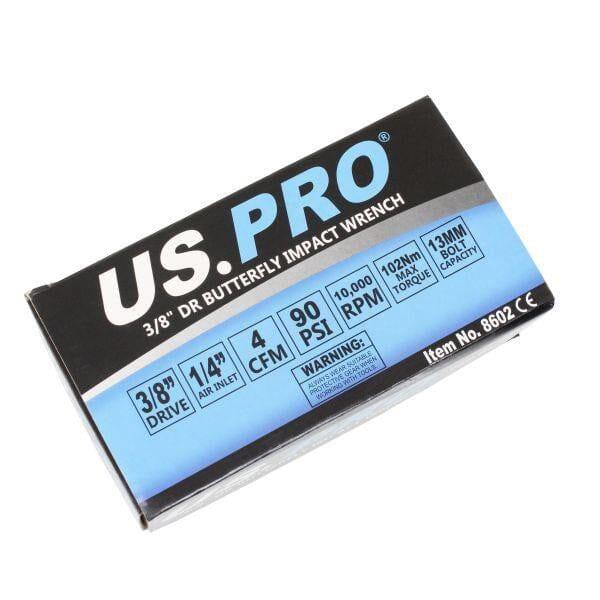 US.PRO®
3/8" DR BUTTERFLY IMPACT WRENCH
3/8"
DRIVE
1/4"
AIR INLET
4
CFM
90
PSI
10,000
RPM
102Nm
MAX
TORQUE
13MM
BOLT
CAPACITY
WARNING:
ALWAYS WEAR SUITABLE
PROTECTIVE GEAR WHEN
WORKING WITH TOOLS
Item No. 8602 CE